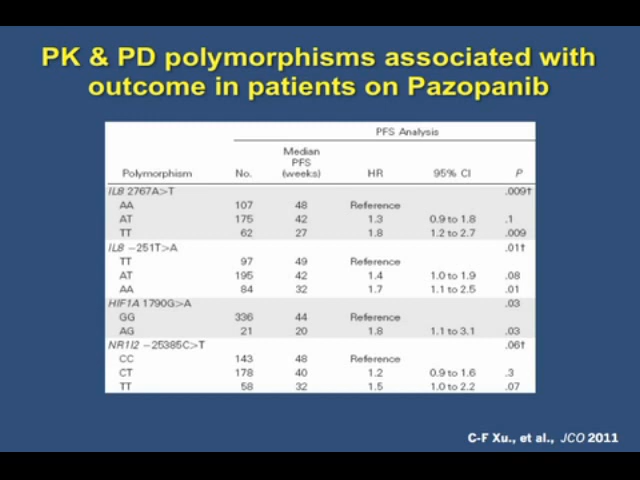 PK & PD polymorphisms associated with
outcome in patients on Pazopanib
PFS Analysis
Median
PFS
Polymorphism No. (weeks) HR 95% CI P
IL8 2767A>T .009†
AA 107 48 Reference
AT 175 42 1.3 0.9 to 1.8 .1
TT 62 27 1.8 1.2 to 2.7 .009
IL8 −251T>A .01†
TT 97 49 Reference
AT 195 42 1.4 1.0 to 1.9 .08
AA 84 32 1.7 1.1 to 2.5 .01
HIF1A 1790G>A .03
GG 336 44 Reference
AG 21 20 1.8 1.1 to 3.1 .03
NR1I2 −25385C>T .06†
CC 143 48 Reference
CT 178 40 1.2 0.9 to 1.6 .3
TT 58 32 1.5 1.0 to 2.2 .07
C-F Xu., et al., JCO 2011